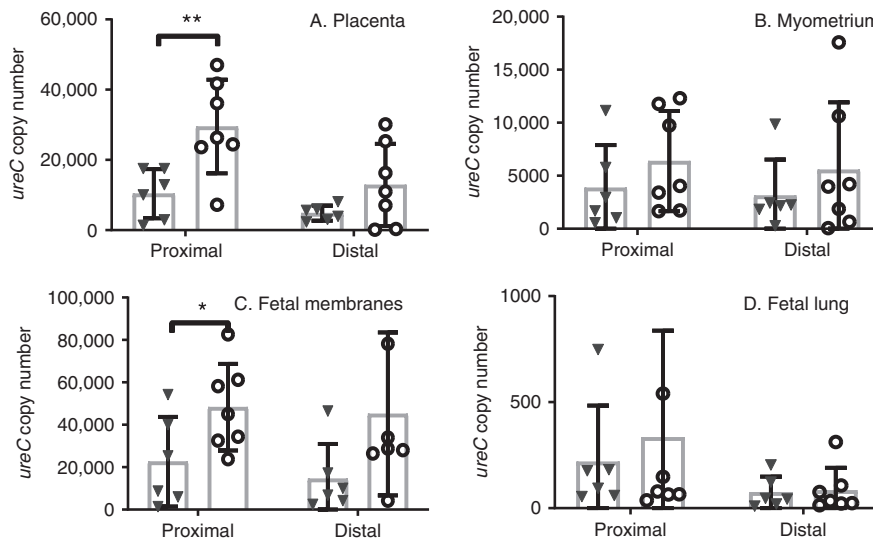 A. Placenta
ureC copy number
60,000
40,000
20,000
0
**
Proximal
Distal
B. Myometrium
ureC copy number
20,000
15,000
10,000
5000
0
Proximal
Distal
C. Fetal membranes
ureC copy number
100,000
80,000
60,000
40,000
20,000
0
*
Proximal
Distal
D. Fetal lung
ureC copy number
1000
500
0
Proximal
Distal